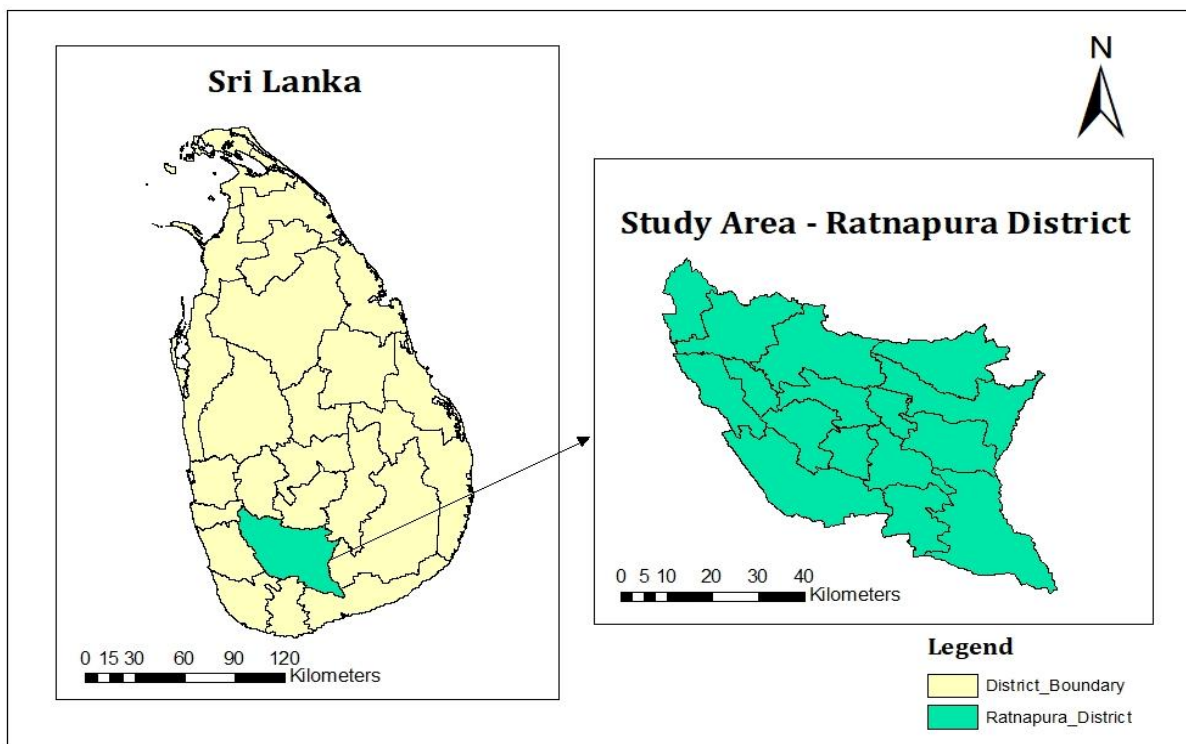 Sri Lanka
N
Study Area - Ratnapura District
0 5 10 20 30 40
Kilometers
0 15 30 60 90 120
Kilometers
Legend
District_Boundary
Ratnapura_District